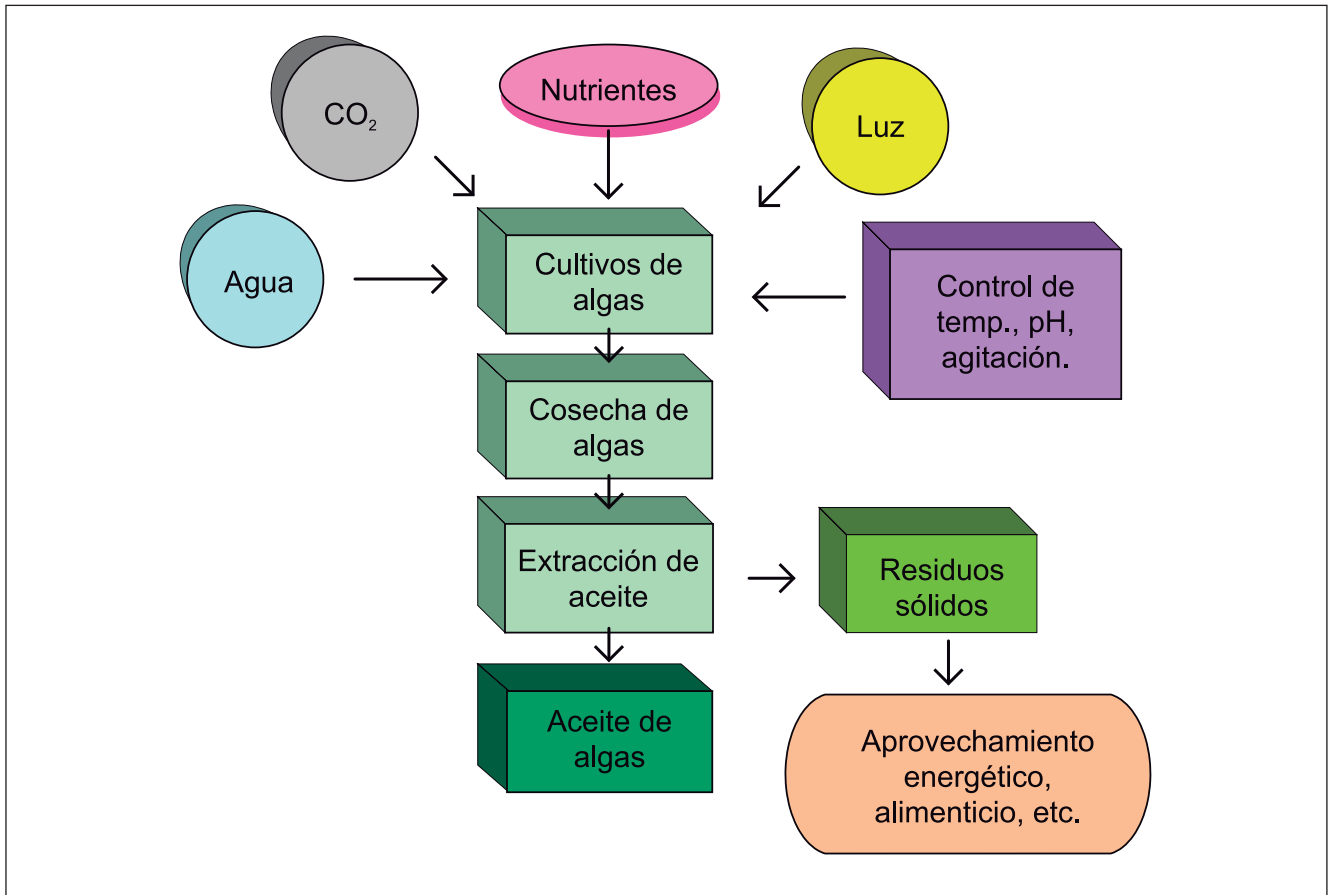 CO₂
Nutrientes
Luz
Agua
Cultivos de
algas
Control de
temp., pH,
agitación.
Cosecha de
algas
Extracción de
aceite
Residuos
sólidos
Aceite de
algas
Aprovechamiento
energético,
alimenticio, etc.